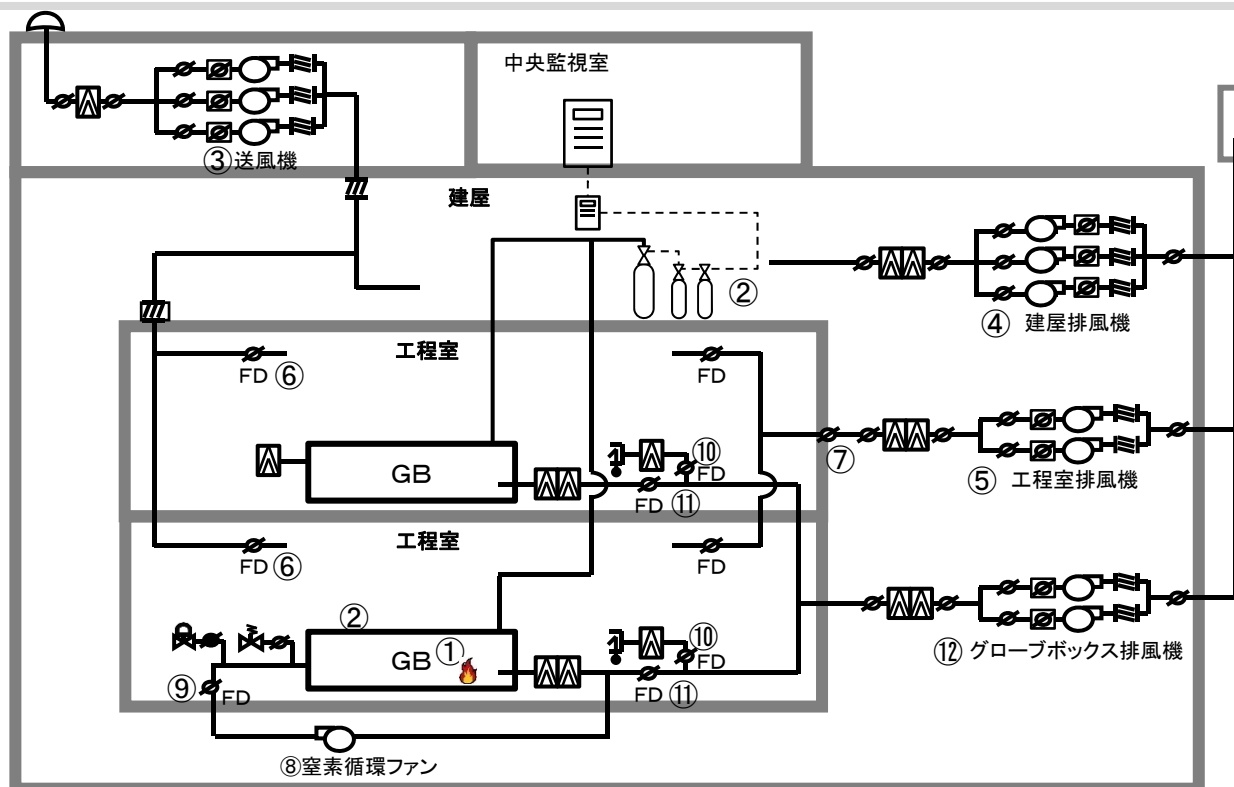 中央監視室
③送風機
建屋
②
④ 建屋排風機
工程室
FD ⑥
FD
⑩
FD
GB
⑦
FD ⑪
⑤ 工程室排風機
工程室
FD ⑥
FD
②
GB ①
⑩
FD
⑨ FD
FD ⑪
⑫ グローブボックス排風機
⑧窒素循環ファン